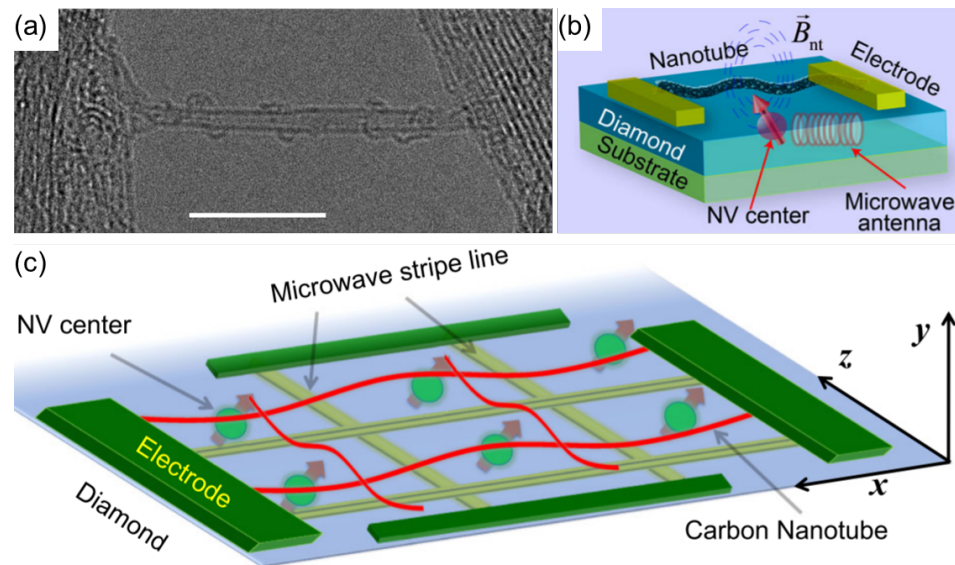 (a)
(b)
Nanotube
B⃗nt
Electrode
Diamond
Substrate
NV center
Microwave
antenna
(c)
Microwave stripe line
NV center
y
z
Electrode
x
Diamond
Carbon Nanotube